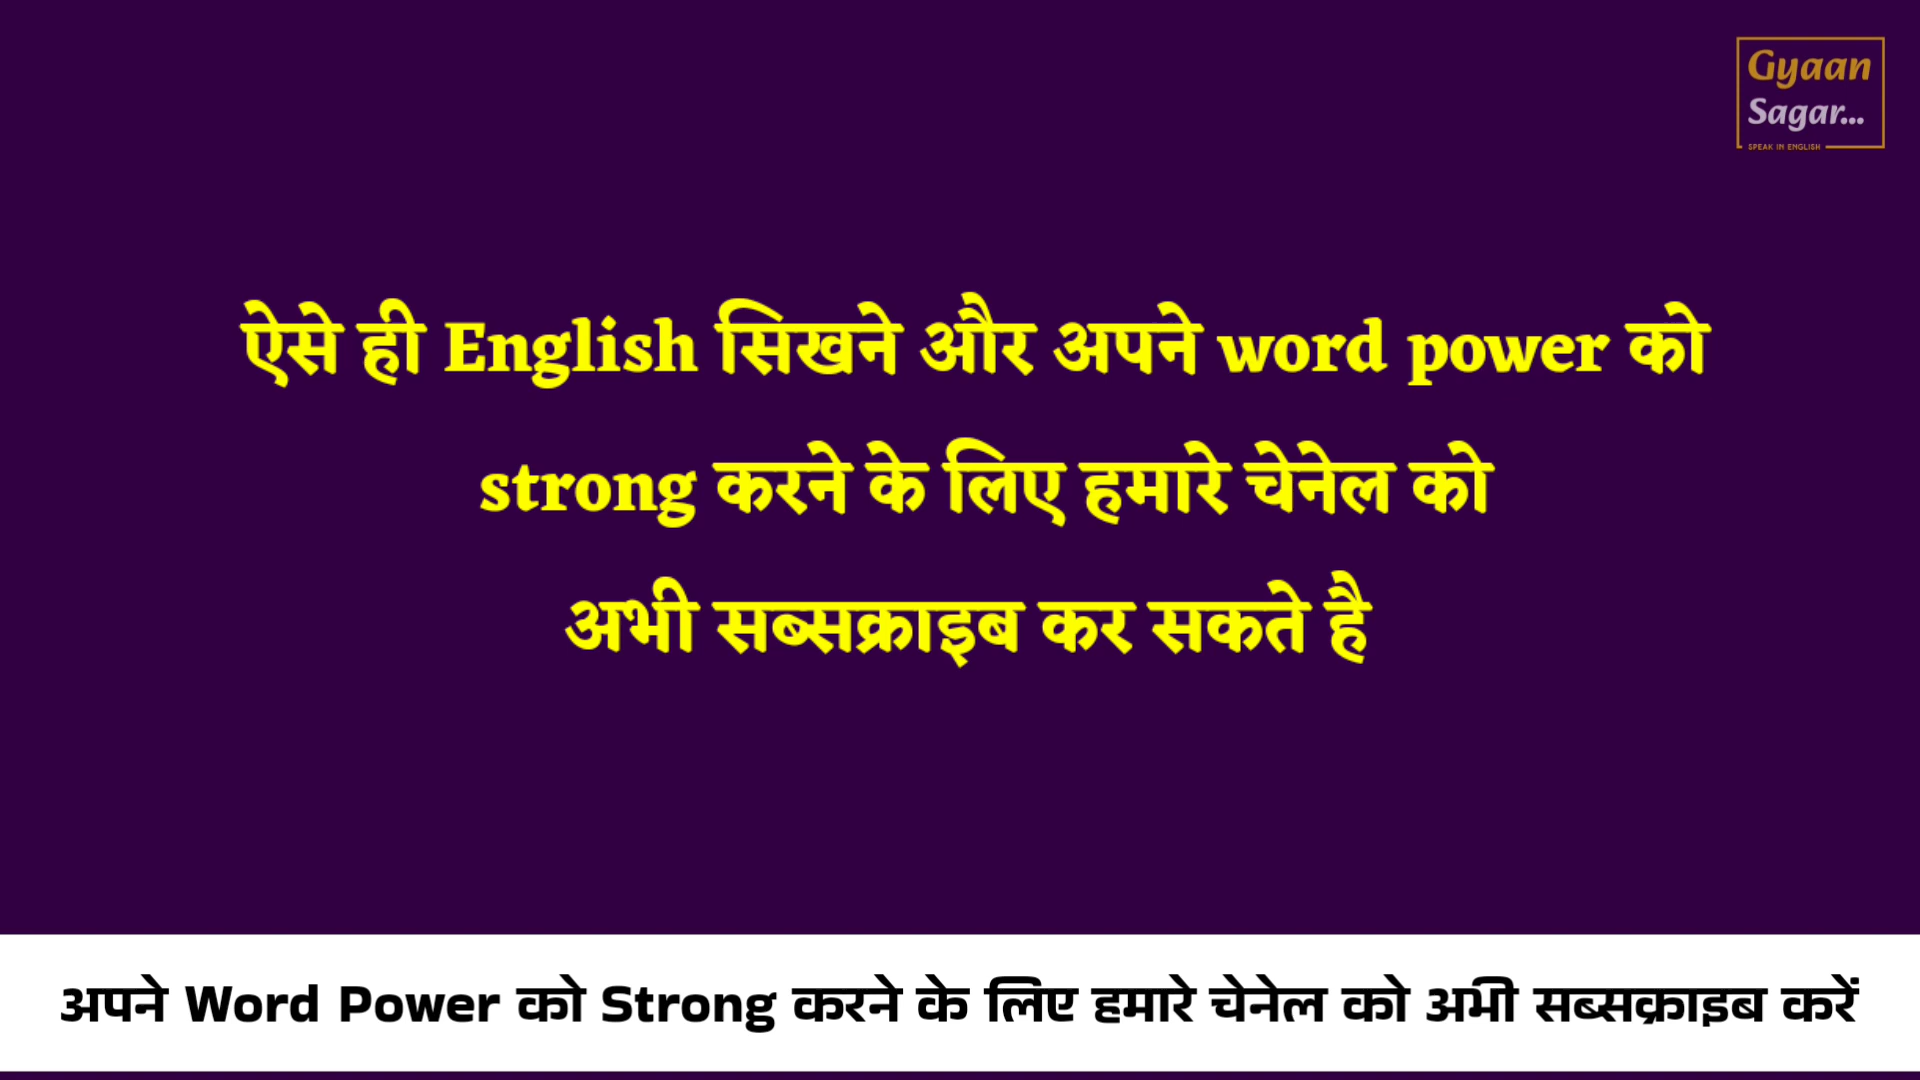 Gyaan
Sagar...
SPEAK IN ENGLISH
ऐसे ही English सिखने और अपने word power को
strong करने के लिए हमारे चेनेल को
अभी सब्सक्राइब कर सकते है
अपने Word Power को Strong करने के लिए हमारे चेनेल को अभी सब्सक्राइब करें